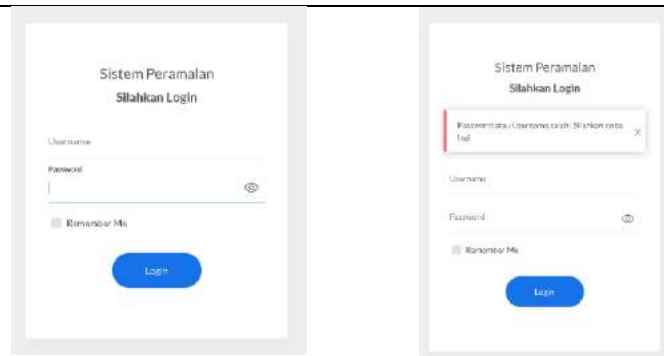 Sistem Peramalan
Silahkan Login
Username
Password
Remember Me
Login
Sistem Peramalan
Silahkan Login
Password atau Username salah! Silahkan coba
lagi
Username
Password
Remember Me
Login